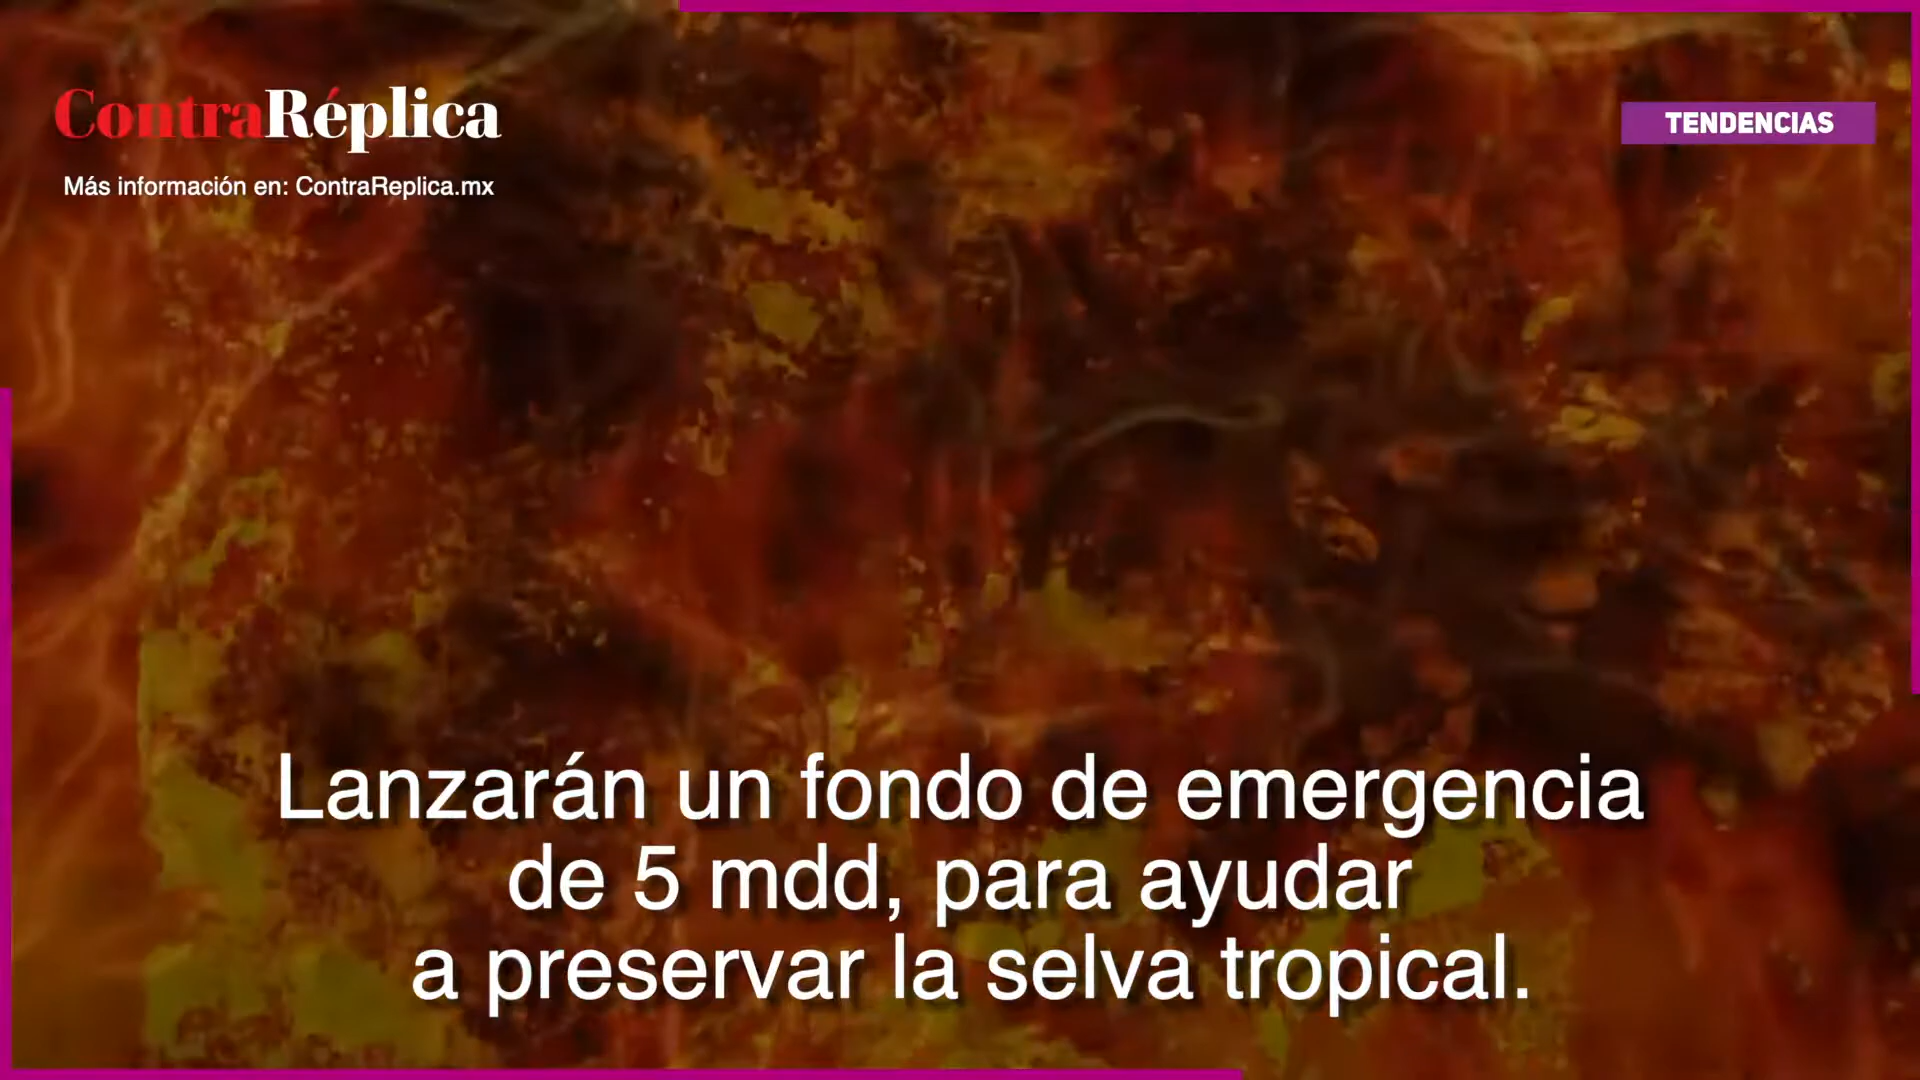 ContraRéplica
TENDENCIAS
Más información en: ContraReplica.mx
Lanzarán un fondo de emergencia
de 5 mdd, para ayudar
a preservar la selva tropical.